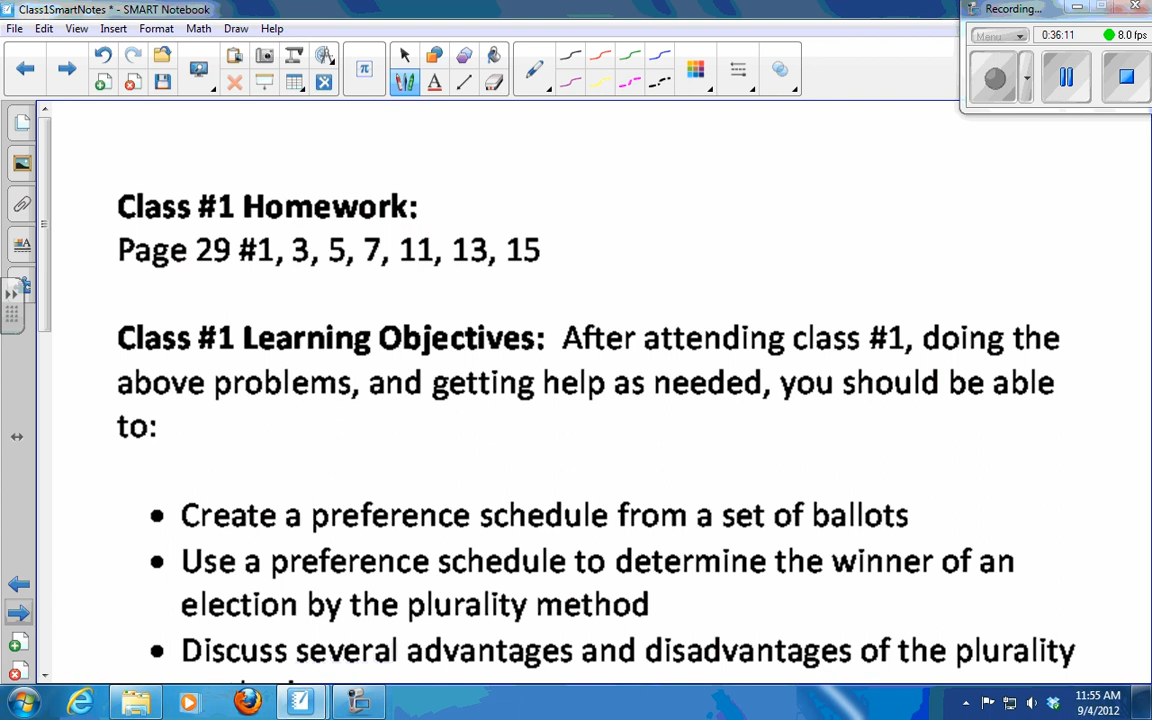 Class1SmartNotes * - SMART Notebook
Recording...
File Edit View Insert Format Math Draw Help
Menu
0:36:11
8.0 fps
Class #1 Homework:
Page 29 #1, 3, 5, 7, 11, 13, 15
Class #1 Learning Objectives: After attending class #1, doing the
above problems, and getting help as needed, you should be able
to:
• Create a preference schedule from a set of ballots
• Use a preference schedule to determine the winner of an
election by the plurality method
• Discuss several advantages and disadvantages of the plurality
11:55 AM
9/4/2012